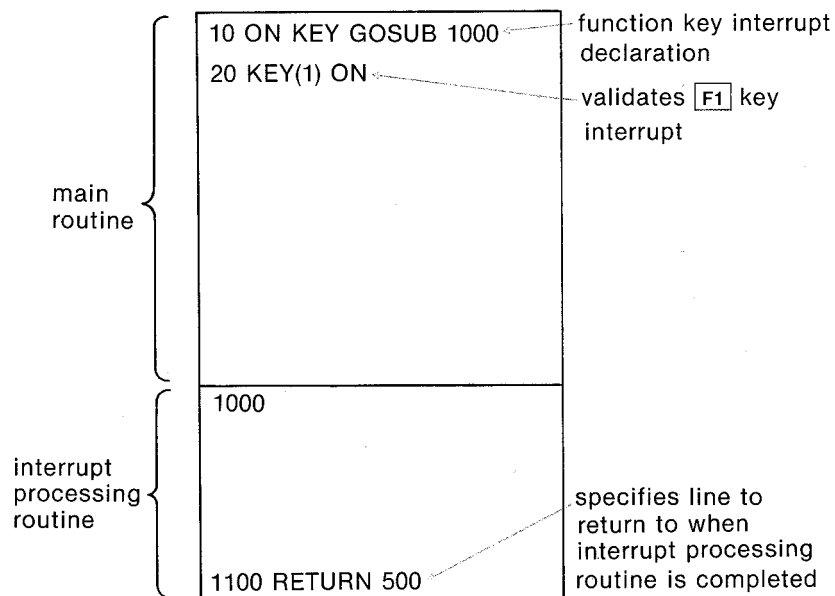 10 ON KEY GOSUB 1000
function key interrupt
declaration
20 KEY(1) ON
validates F1 key
interrupt
main
routine
1000
interrupt
processing
routine
specifies line to
return to when
interrupt processing
routine is completed
1100 RETURN 500